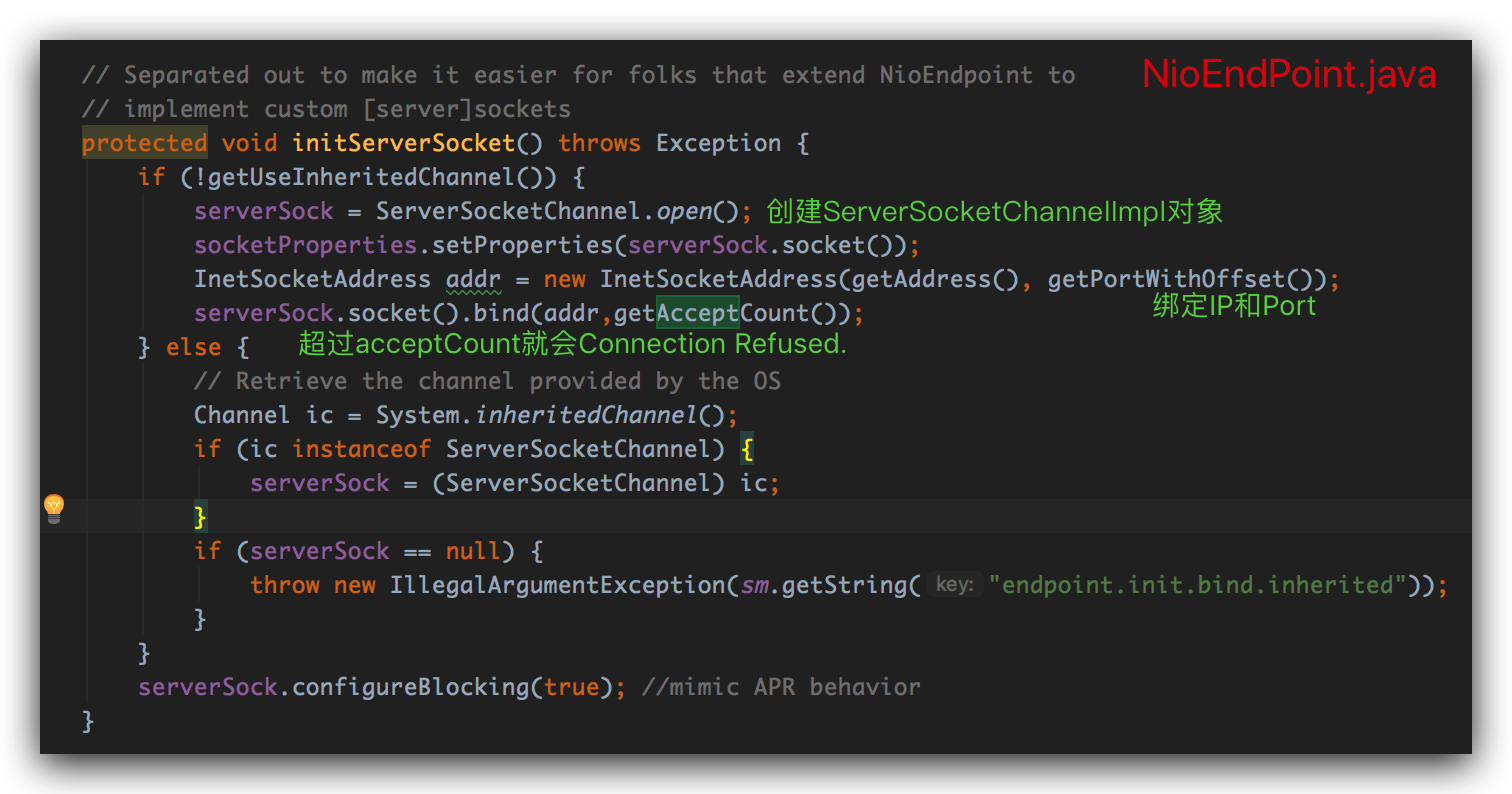 // Separated out to make it easier for folks that extend NioEndpoint to
NioEndPoint.java
// implement custom [server]sockets
protected void initServerSocket() throws Exception {
if (!getUseInheritedChannel()) {
serverSock = ServerSocketChannel.open(); 创建ServerSocketChannelImpl对象
socketProperties.setProperties(serverSock.socket());
InetSocketAddress addr = new InetSocketAddress(getAddress(), getPortWithOffset());
绑定IP和Port
serverSock.socket().bind(addr,getAcceptCount());
} else { 超过acceptCount就会Connection Refused.
// Retrieve the channel provided by the OS
Channel ic = System.inheritedChannel();
if (ic instanceof ServerSocketChannel) {
serverSock = (ServerSocketChannel) ic;
}
if (serverSock == null) {
throw new IllegalArgumentException(sm.getString( key: "endpoint.init.bind.inherited"));
}
}
serverSock.configureBlocking(true); //mimic APR behavior
}